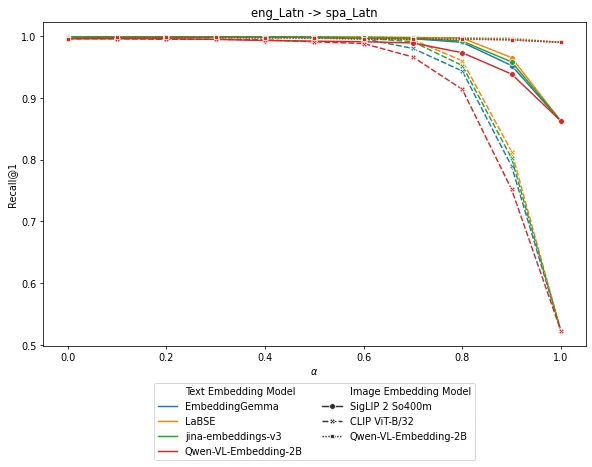 eng_Latn -> spa_Latn
1.0
0.9
0.8
0.7
0.6
0.5
Recall@1
0.0 0.2 0.4 0.6 0.8 1.0
α
Text Embedding Model Image Embedding Model
EmbeddingGemma SigLIP 2 So400m
LaBSE CLIP ViT-B/32
jina-embeddings-v3 Qwen-VL-Embedding-2B
Qwen-VL-Embedding-2B